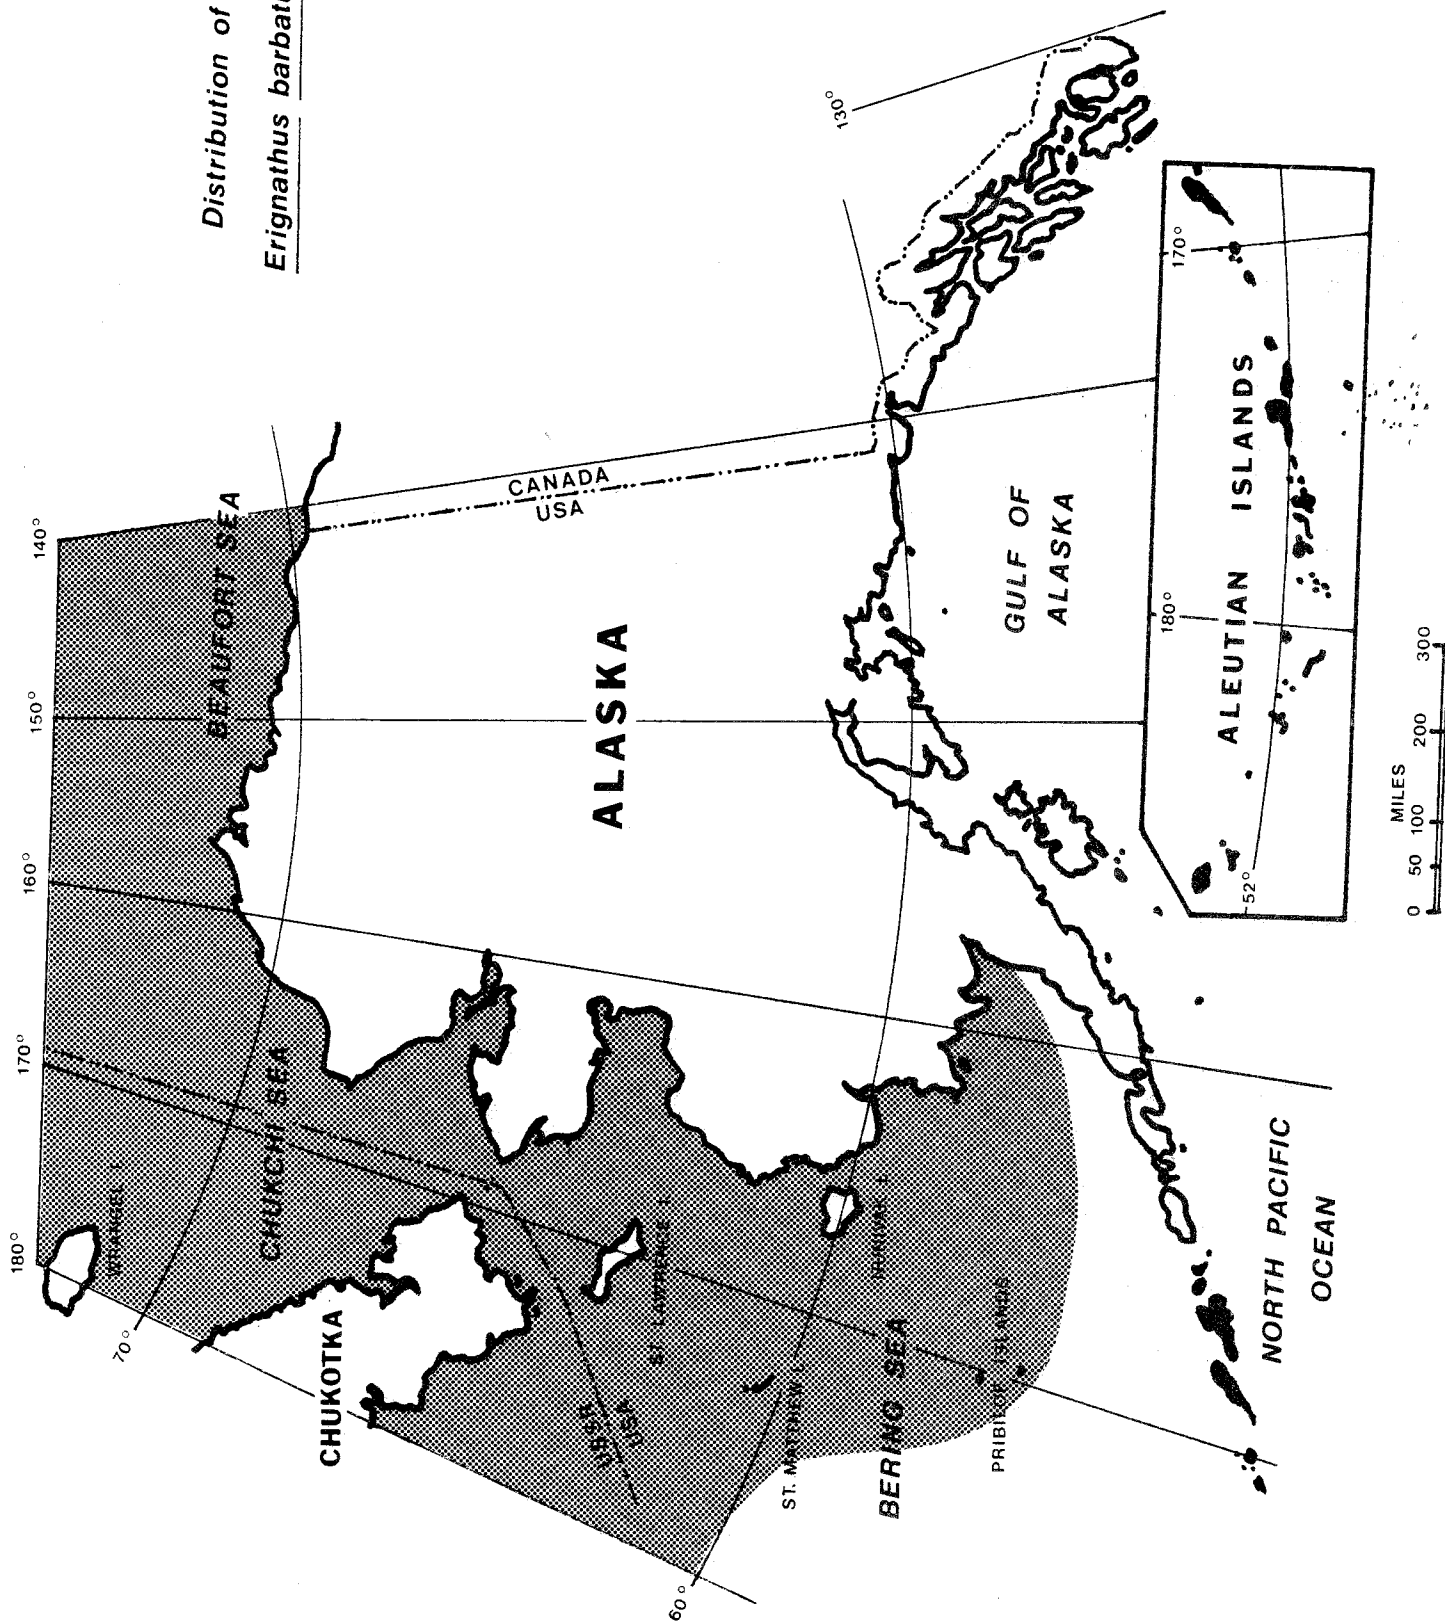 Distribution of
Erignathus barbat
140°
150°
160°
170°
180°
130°
BEAUFORT SEA
CHUKCHI SEA
WRANGEL I.
70°
CHUKOTKA
CANADA
USA
ALASKA
USSR
USA
ST. LAWRENCE I.
ST. MATTHEW I.
NUNIVAK I.
BERING SEA
PRIBILOF ISLANDS
60°
GULF OF
ALASKA
NORTH PACIFIC
OCEAN
170°
180°
52°
ALEUTIAN ISLANDS
MILES
0 50 100 200 300